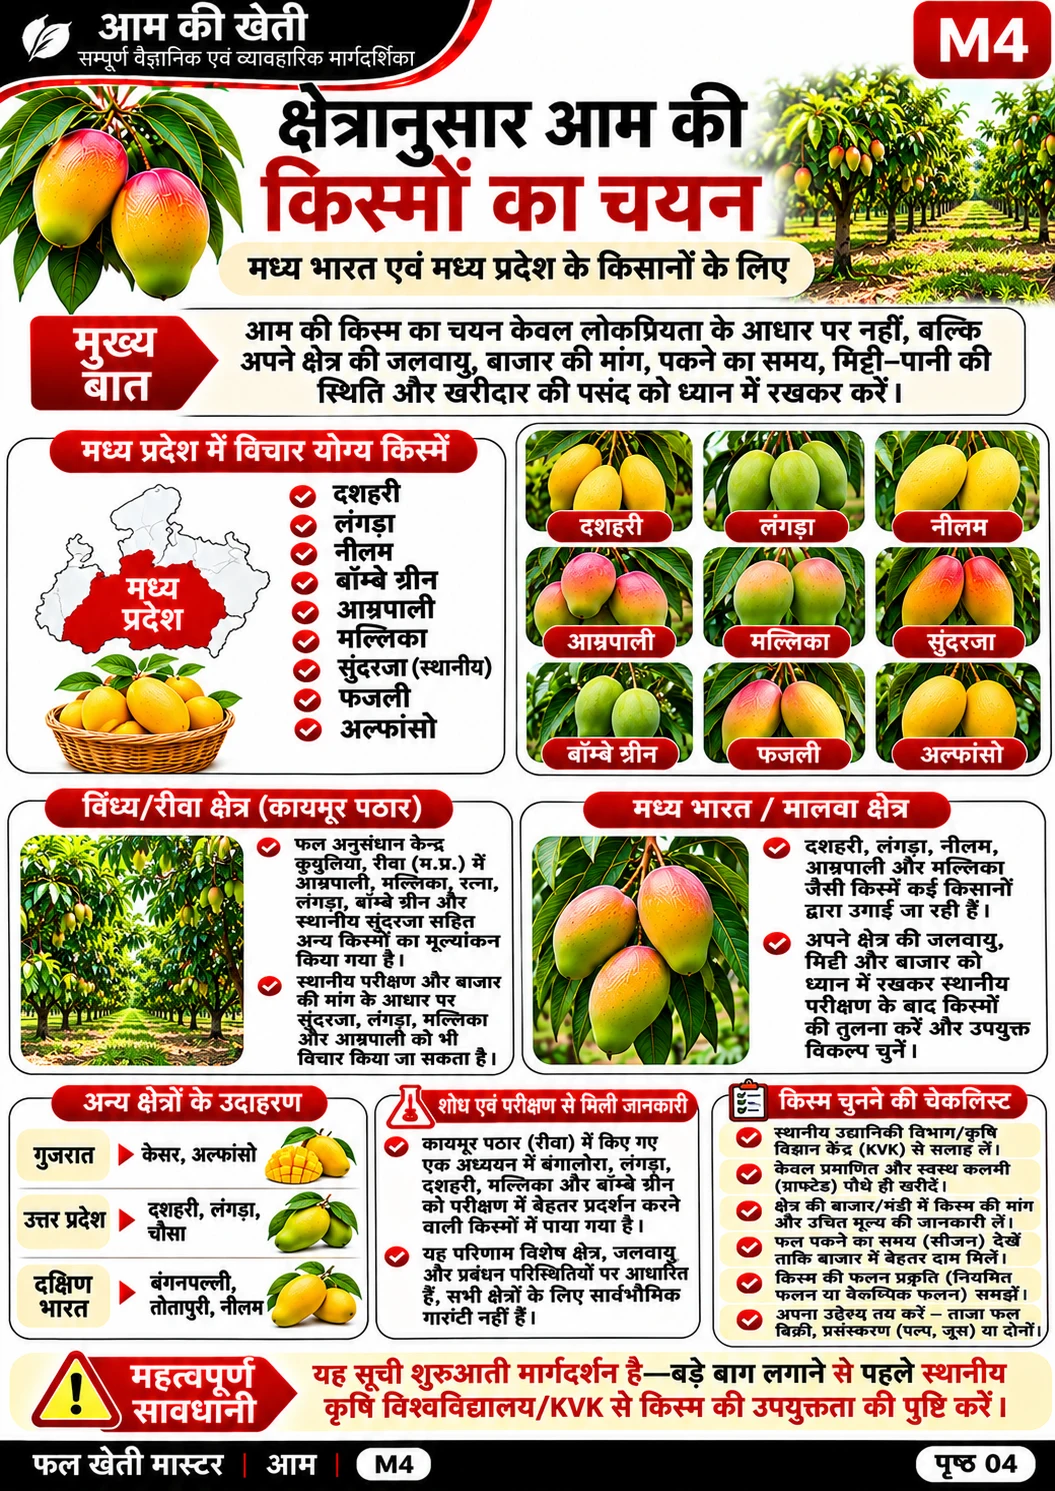 आम की खेती
सम्पूर्ण वैज्ञानिक एवं व्यावहारिक मार्गदर्शिका
M4
क्षेत्रानुसार आम की
किस्मों का चयन
मध्य भारत एवं मध्य प्रदेश के किसानों के लिए
मुख्य
बात
आम की किस्म का चयन केवल लोकप्रियता के आधार पर नहीं, बल्कि
अपने क्षेत्र की जलवायु, बाजार की मांग, पकने का समय, मिट्टी–पानी की
स्थिति और खरीदार की पसंद को ध्यान में रखकर करें।
मध्य प्रदेश में विचार योग्य किस्में
मध्य
प्रदेश
दशहरी
लंगड़ा
नीलम
बॉम्बे ग्रीन
आम्रपाली
मल्लिका
सुंदरजा (स्थानीय)
फजली
अल्फांसो
दशहरी
लंगड़ा
नीलम
आम्रपाली
मल्लिका
सुंदरजा
बॉम्बे ग्रीन
फजली
अल्फांसो
विंध्य/रीवा क्षेत्र (कायमूर पठार)
फल अनुसंधान केन्द्र
कुयुलिया, रीवा (म.प्र.) में
आम्रपाली, मल्लिका, रत्ना,
लंगड़ा, बॉम्बे ग्रीन और
स्थानीय सुंदरजा सहित
अन्य किस्मों का मूल्यांकन
किया गया है।
स्थानीय परीक्षण और बाजार
की मांग के आधार पर
सुंदरजा, लंगड़ा, मल्लिका
और आम्रपाली को भी
विचार किया जा सकता है।
मध्य भारत / मालवा क्षेत्र
दशहरी, लंगड़ा, नीलम,
आम्रपाली और मल्लिका
जैसी किस्में कई किसानों
द्वारा उगाई जा रही हैं।
अपने क्षेत्र की जलवायु,
मिट्टी और बाजार को
ध्यान में रखकर स्थानीय
परीक्षण के बाद किस्मों
की तुलना करें और उपयुक्त
विकल्प चुनें।
अन्य क्षेत्रों के उदाहरण
गुजरात
केसर, अल्फांसो
उत्तर प्रदेश
दशहरी, लंगड़ा,
चौसा
दक्षिण
भारत
बंगनपल्ली,
तोतापुरी, नीलम
शोध एवं परीक्षण से मिली जानकारी
कायमूर पठार (रीवा) में किए गए
एक अध्ययन में बंगालोरा, लंगड़ा,
दशहरी, मल्लिका और बॉम्बे ग्रीन
को परीक्षण में बेहतर प्रदर्शन करने
वाली किस्मों में पाया गया है।
यह परिणाम विशेष क्षेत्र, जलवायु
और प्रबंधन परिस्थितियों पर आधारित
हैं, सभी क्षेत्रों के लिए सार्वभौमिक
गारंटी नहीं हैं।
किस्म चुनने की चेकलिस्ट
स्थानीय उद्यानिकी विभाग/कृषि
विज्ञान केंद्र (KVK) से सलाह लें।
केवल प्रमाणित और स्वस्थ कलमी
(ग्राफ्टेड) पौधे ही खरीदें।
क्षेत्र की बाजार/मंडी में किस्म की मांग
और उचित मूल्य की जानकारी लें।
फल पकने का समय (सीजन) देखें
ताकि बाजार में बेहतर दाम मिलें।
किस्म की फलन प्रकृति (नियमित
फलन या फलन) समझें।
अपना उद्देश्य तय करें – ताजा फल
बिक्री, प्रसंस्करण (पल्प, जूस) या दोनों।
महत्वपूर्ण
सावधानी
यह सूची शुरुआती मार्गदर्शन है—बड़े बाग लगाने से पहले स्थानीय
कृषि विश्वविद्यालय/KVK से किस्म की उपयुक्तता की पुष्टि करें।
फल खेती मास्टर | आम | M4
पृष्ठ 04